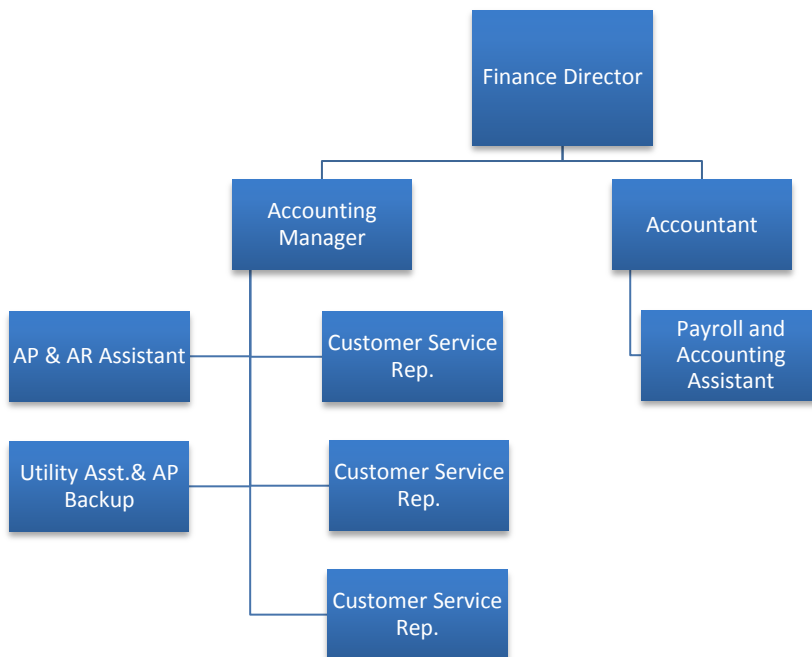 Finance Director
Accounting
Manager
Accountant
AP & AR Assistant
Customer Service
Rep.
Payroll and
Accounting
Assistant
Utility Asst.& AP
Backup
Customer Service
Rep.
Customer Service
Rep.